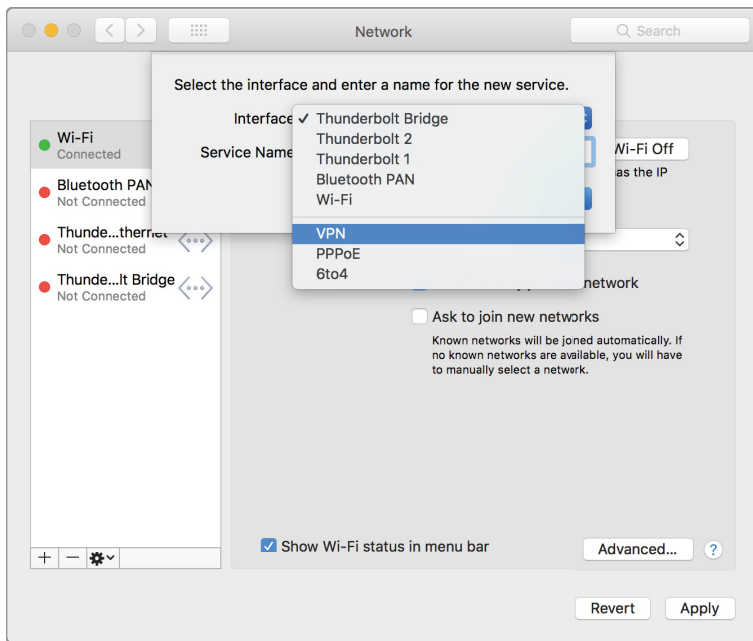 Network
Search
Select the interface and enter a name for the new service.
Interface ✓ Thunderbolt Bridge
Thunderbolt 2
Thunderbolt 1
Bluetooth PAN
Wi-Fi
VPN
PPPoE
6to4
Service Name
Wi-Fi
Connected
Bluetooth PAN
Not Connected
Thunde...thernet
Not Connected
Thunde...lt Bridge
Not Connected
Wi-Fi Off
as the IP
network
Ask to join new networks
Known networks will be joined automatically. If
no known networks are available, you will have
to manually select a network.
Show Wi-Fi status in menu bar
Advanced...
?
Revert
Apply